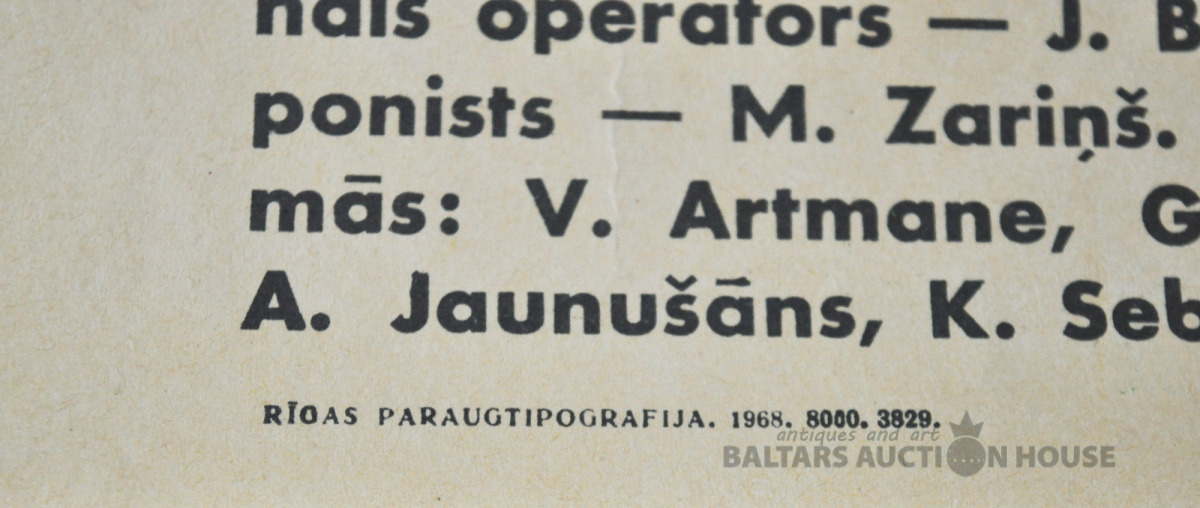 nals operators — J. B
ponists — M. Zariņš.
mās: V. Artmane, G
A. Jaunušāns, K. Seb
RĪGAS PARAUGTIPOGRAFIJA. 1968. 8000. 3829.
antiques and art
BALTARS AUCTION HOUSE